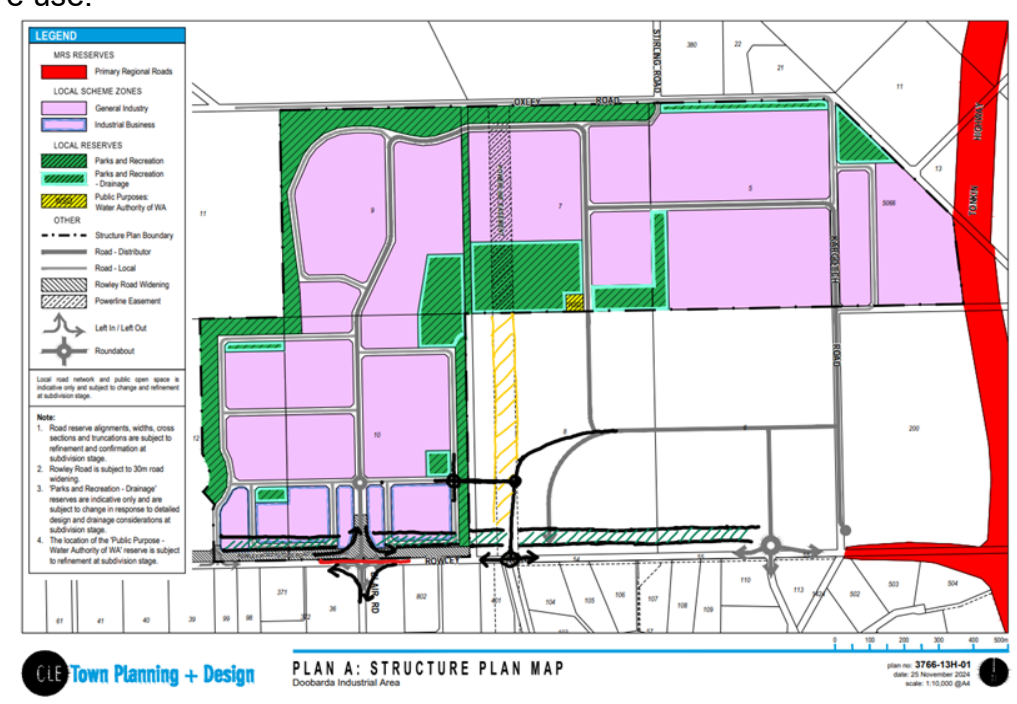 e use.
LEGEND
MRS RESERVES
Primary Regional Roads
LOCAL SCHEME ZONES
General Industry
Industrial Business
LOCAL RESERVES
Parks and Recreation
Parks and Recreation
- Drainage
Public Purposes:
Water Authority of WA
OTHER
Structure Plan Boundary
Road - Distributor
Road - Local
Rowley Road Widening
Powerline Easement
Left In / Left Out
Roundabout
Local road network and public open space is
indicative only and subject to change and refinement
at subdivision stage.
Note:
1. Road reserve alignments, widths, cross
sections and truncations are subject to
refinement and confirmation at
subdivision stage.
2. Rowley Road is subject to 30m road
widening.
3. 'Parks and Recreation - Drainage'
reserves are indicative only and are
subject to change in response to detailed
design and drainage considerations at
subdivision stage.
4. The location of the 'Public Purpose -
Water Authority of WA' reserve is subject
to refinement at subdivision stage.
STIRLING ROAD
380
22
21
11
OXLEY ROAD
TONKIN HIGHWAY
13
11
9
7
5
5066
KARGOTICH ROAD
12
10
8
6
200
ROWLEY
BLAIR RD
61
41
40
39
99
98
371
36
802
401
104
105
106
107
108
109
110
113
502
503
504
0 100 200 300 400 500m
CLE Town Planning + Design
PLAN A: STRUCTURE PLAN MAP
Doobarda Industrial Area
plan no: 3766-13H-01
date: 25 November 2024
scale: 1:10,000 @A4